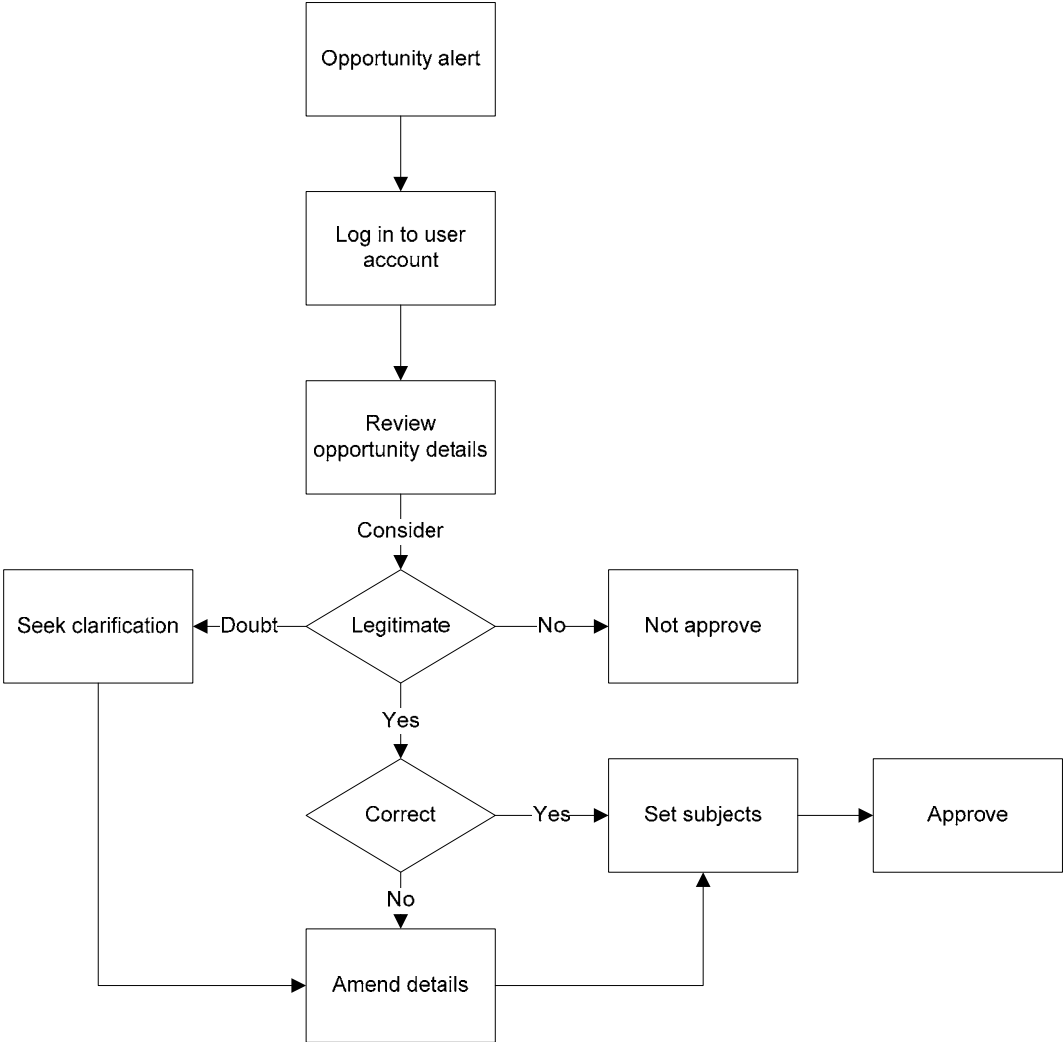 Opportunity alert
Log in to user
account
Review
opportunity details
Consider
Seek clarification
Doubt
Legitimate
No
Not approve
Yes
Correct
Yes
Set subjects
Approve
No
Amend details